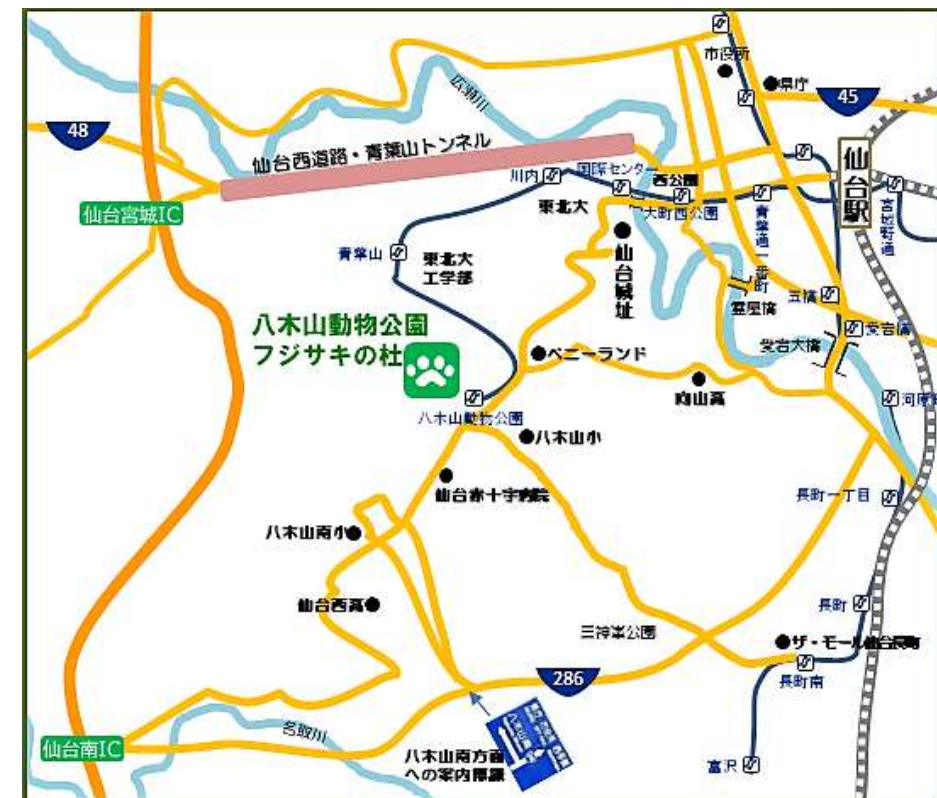 市役所
県庁
45
48
広瀬川
仙台西道路・青葉山トンネル
仙台駅
国際センター
西公園
川内
東北大
大町西公園
青葉通一番町
宮城野通
仙台宮城IC
仙台城址
青葉山
東北大
工学部
霊屋橋
五橋
愛宕橋
愛宕大橋
八木山動物公園
フジサキの杜
ベニーランド
向山高
河原
八木山動物公園
八木山小
仙台赤十字病院
長町一丁目
八木山南小
仙台西高
長町
三神峯公園
ザ・モール仙台長町
286
長町南
名取川
仙台南IC
八木山南方面
への案内標識
富沢